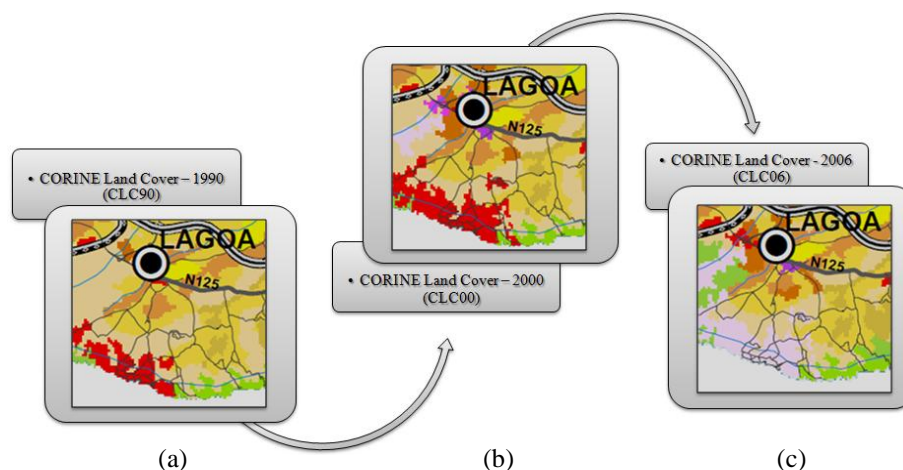 • CORINE Land Cover – 1990
(CLC90)
LAGOA
N125
(a)
LAGOA
N125
• CORINE Land Cover – 2000
(CLC00)
(b)
• CORINE Land Cover - 2006
(CLC06)
LAGOA
N125
(c)